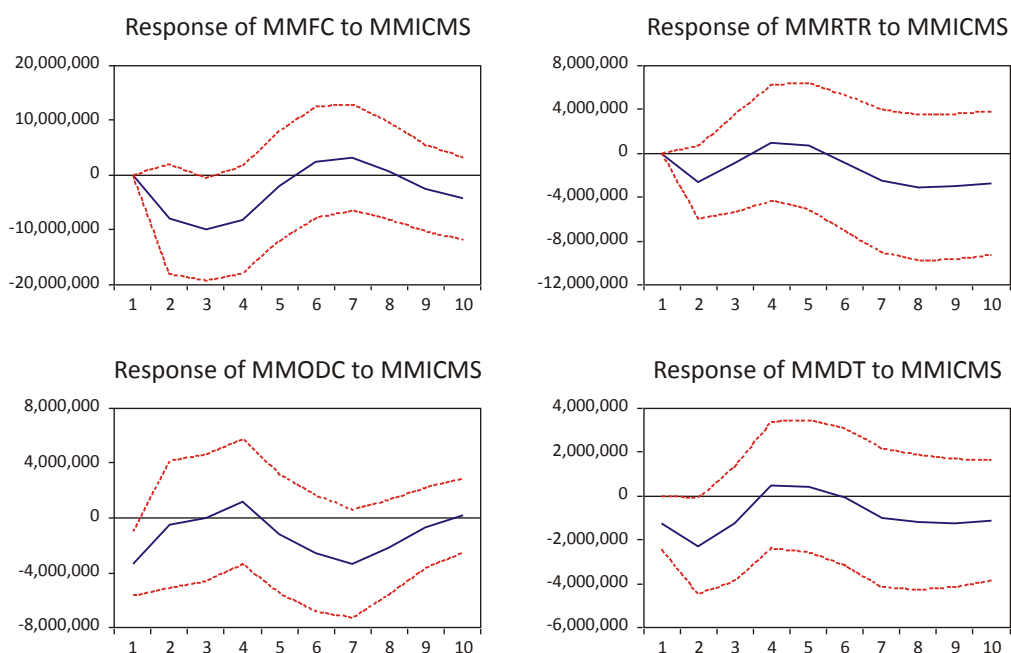 Response of MMFC to MMICMS
20,000,000
10,000,000
0
-10,000,000
-20,000,000
1 2 3 4 5 6 7 8 9 10
Response of MMRTR to MMICMS
8,000,000
4,000,000
0
-4,000,000
-8,000,000
-12,000,000
1 2 3 4 5 6 7 8 9 10
Response of MMODC to MMICMS
8,000,000
4,000,000
0
-4,000,000
-8,000,000
1 2 3 4 5 6 7 8 9 10
Response of MMDT to MMICMS
4,000,000
2,000,000
0
-2,000,000
-4,000,000
-6,000,000
1 2 3 4 5 6 7 8 9 10